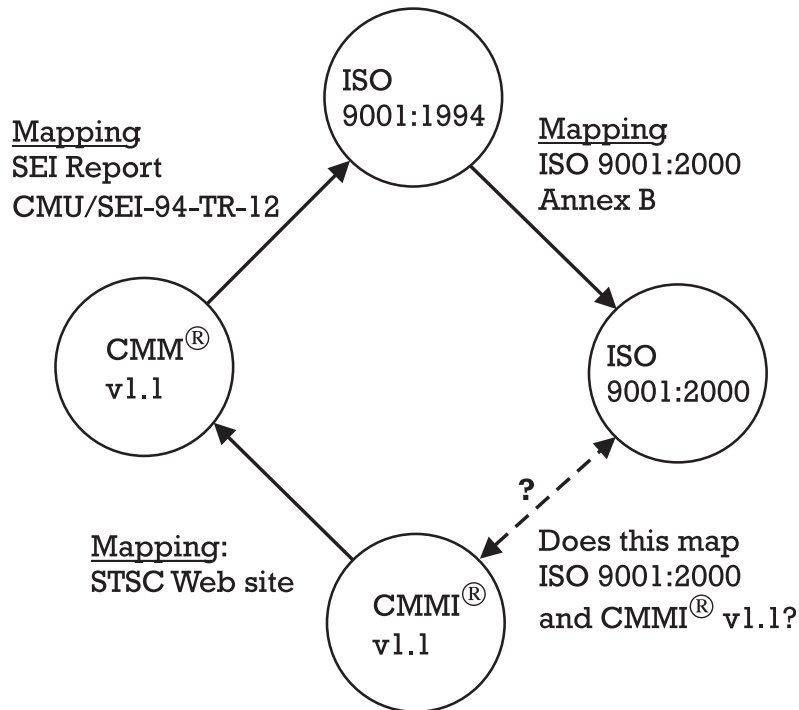 ISO
9001:1994
Mapping
SEI Report
CMU/SEI-94-TR-12
Mapping
ISO 9001:2000
Annex B
CMM®
v1.1
ISO
9001:2000
?
Mapping:
STSC Web site
CMMI®
v1.1
Does this map
ISO 9001:2000
and CMMI® v1.1?